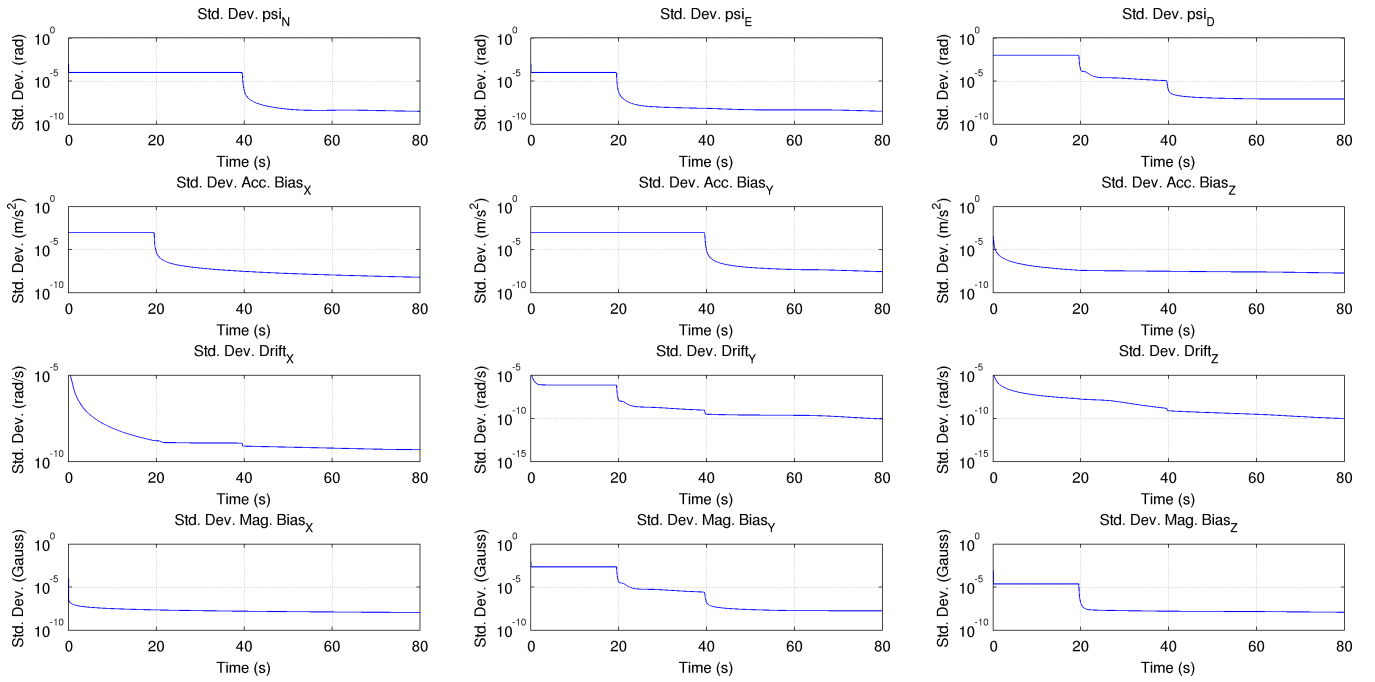 Std. Dev. psi_N
Std. Dev. (rad)
10^0
10^-5
10^-10
0 20 40 60 80
Time (s)
Std. Dev. psi_E
Std. Dev. (rad)
10^0
10^-5
10^-10
0 20 40 60 80
Time (s)
Std. Dev. psi_D
Std. Dev. (rad)
10^0
10^-5
10^-10
0 20 40 60 80
Time (s)
Std. Dev. Acc. Bias_X
Std. Dev. (m/s^2)
10^0
10^-5
10^-10
0 20 40 60 80
Time (s)
Std. Dev. Acc. Bias_Y
Std. Dev. (m/s^2)
10^0
10^-5
10^-10
0 20 40 60 80
Time (s)
Std. Dev. Acc. Bias_Z
Std. Dev. (m/s^2)
10^0
10^-5
10^-10
0 20 40 60 80
Time (s)
Std. Dev. Drift_X
Std. Dev. (rad/s)
10^-5
10^-10
0 20 40 60 80
Time (s)
Std. Dev. Drift_Y
Std. Dev. (rad/s)
10^-5
10^-10
10^-15
0 20 40 60 80
Time (s)
Std. Dev. Drift_Z
Std. Dev. (rad/s)
10^-5
10^-10
10^-15
0 20 40 60 80
Time (s)
Std. Dev. Mag. Bias_X
Std. Dev. (Gauss)
10^0
10^-5
10^-10
0 20 40 60 80
Time (s)
Std. Dev. Mag. Bias_Y
Std. Dev. (Gauss)
10^0
10^-5
10^-10
0 20 40 60 80
Time (s)
Std. Dev. Mag. Bias_Z
Std. Dev. (Gauss)
10^0
10^-5
10^-10
0 20 40 60 80
Time (s)